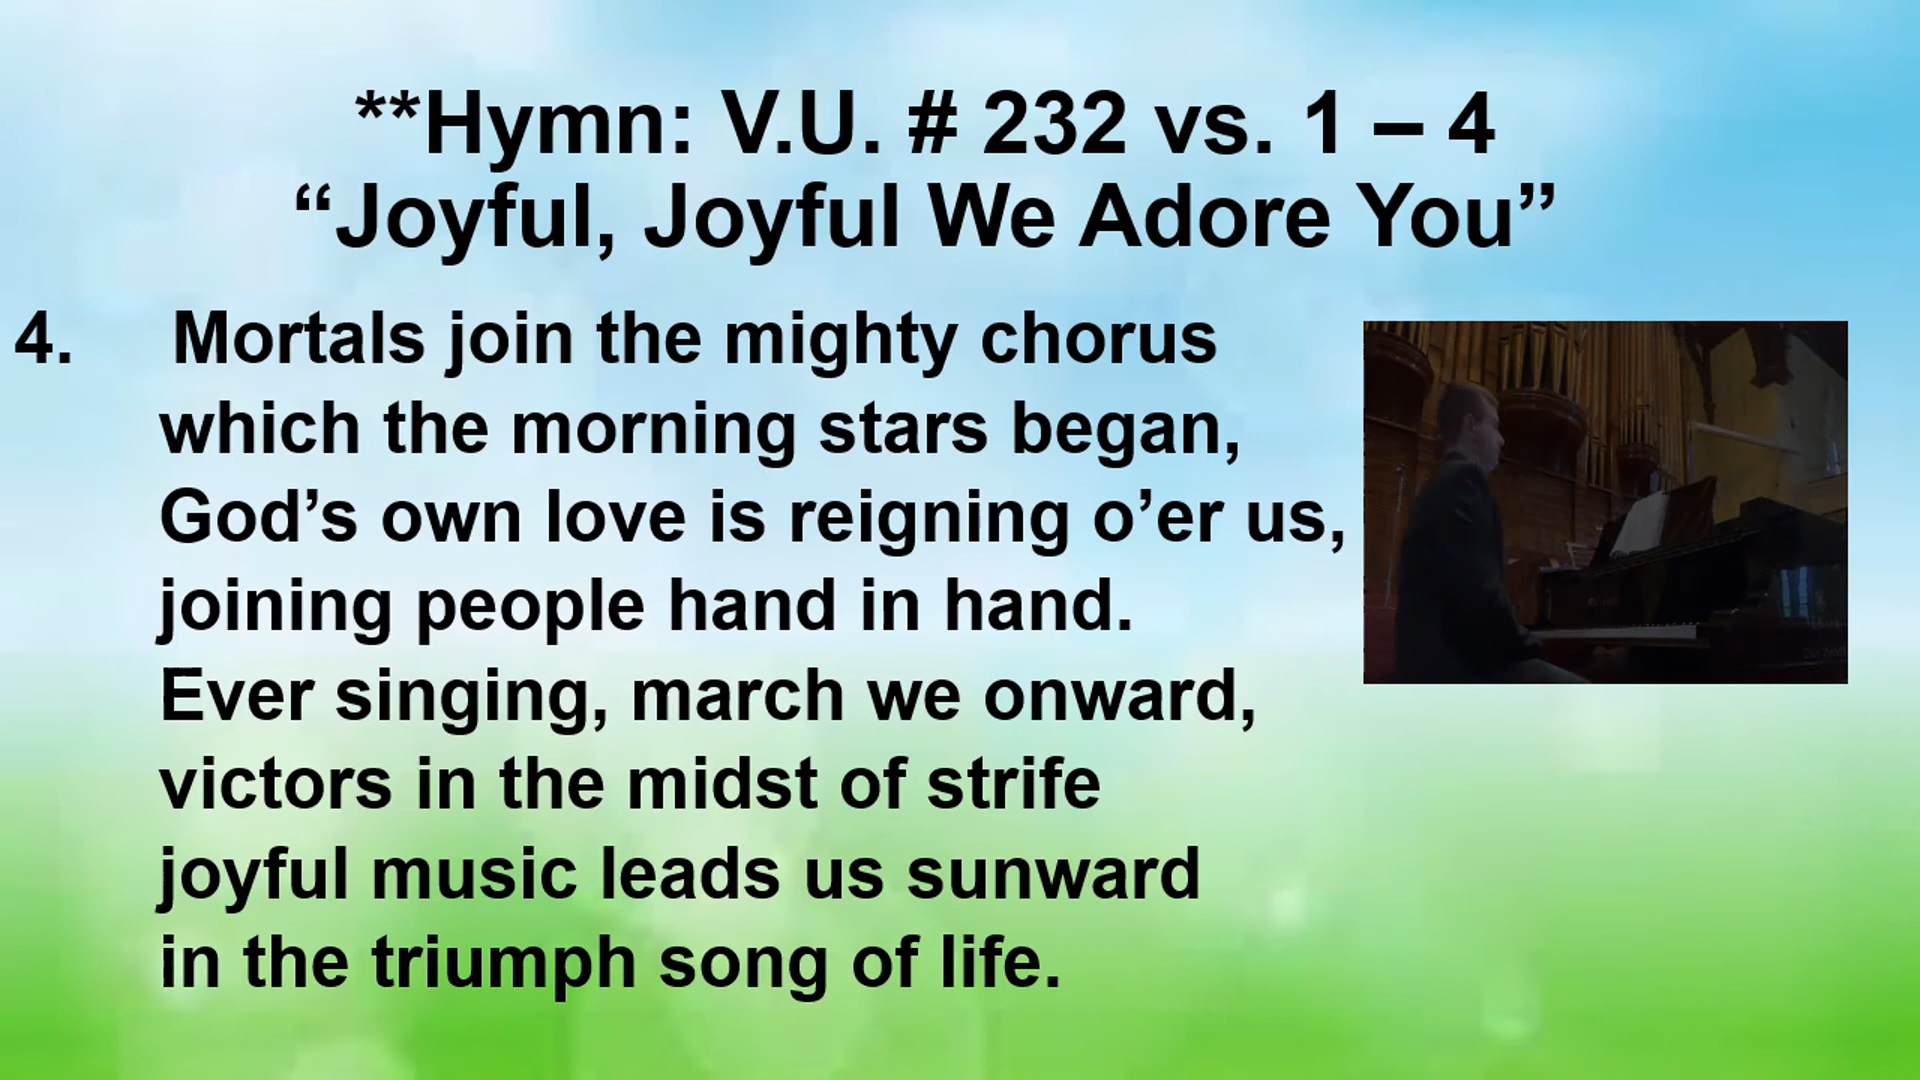 **Hymn: V.U. # 232 vs. 1 – 4
“Joyful, Joyful We Adore You”
4. Mortals join the mighty chorus
which the morning stars began,
God’s own love is reigning o’er us,
joining people hand in hand.
Ever singing, march we onward,
victors in the midst of strife
joyful music leads us sunward
in the triumph song of life.